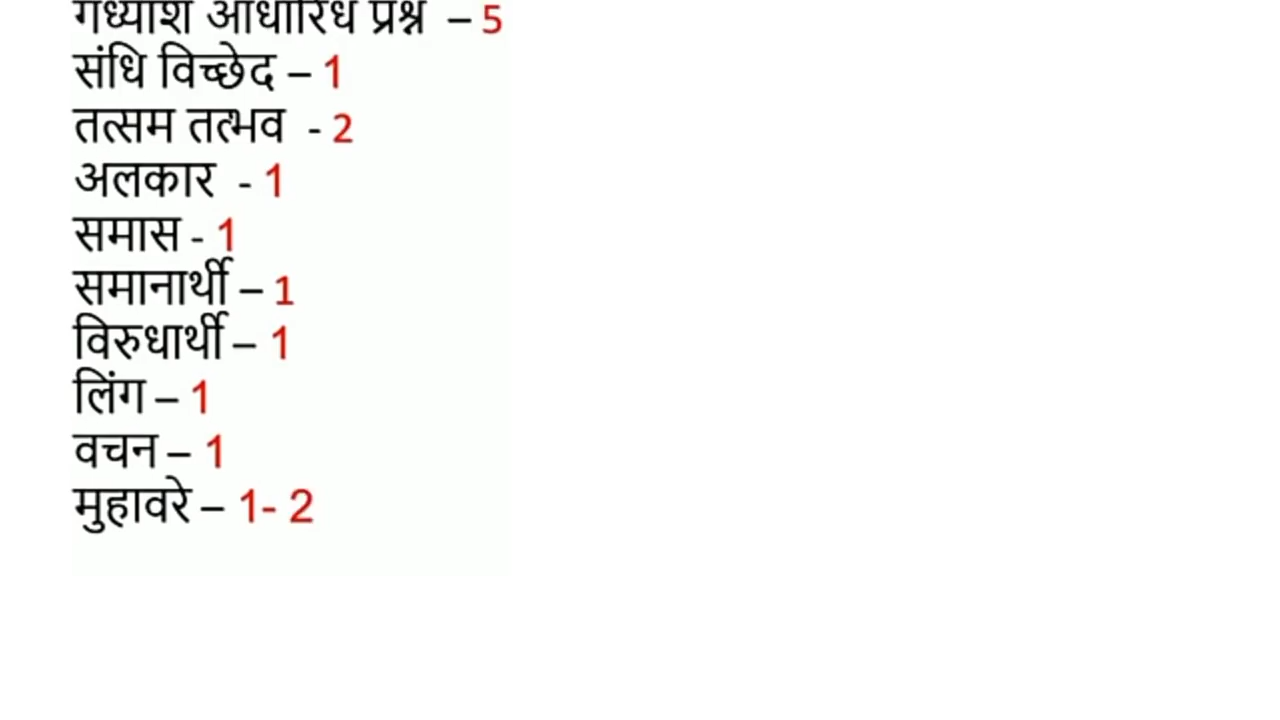 गध्याश आधारिध प्रश्न – 5
संधि विच्छेद – 1
तत्सम तत्भव - 2
अलकार - 1
समास - 1
समानार्थी – 1
विरुधार्थी – 1
लिंग – 1
वचन – 1
मुहावरे – 1- 2